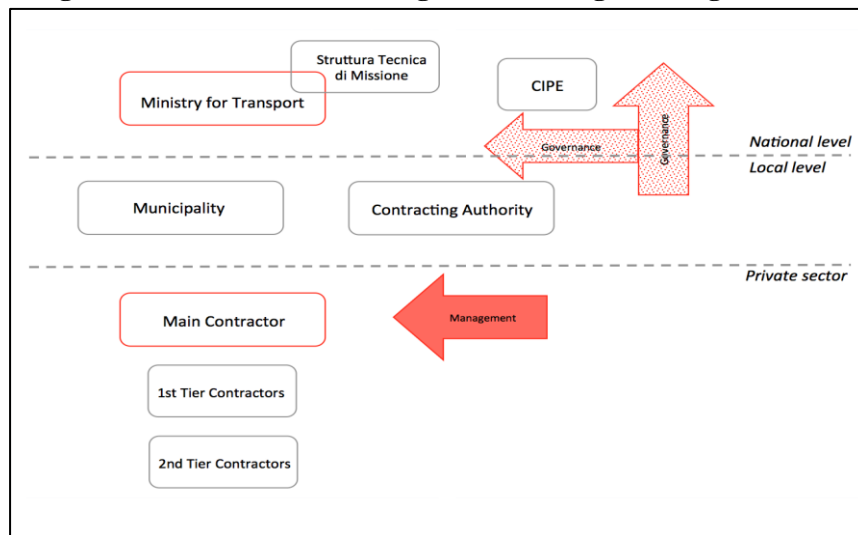 Struttura Tecnica
di Missione
Ministry for Transport
CIPE
Governance
Governance
National level
Local level
Municipality
Contracting Authority
Private sector
Main Contractor
Management
1st Tier Contractors
2nd Tier Contractors